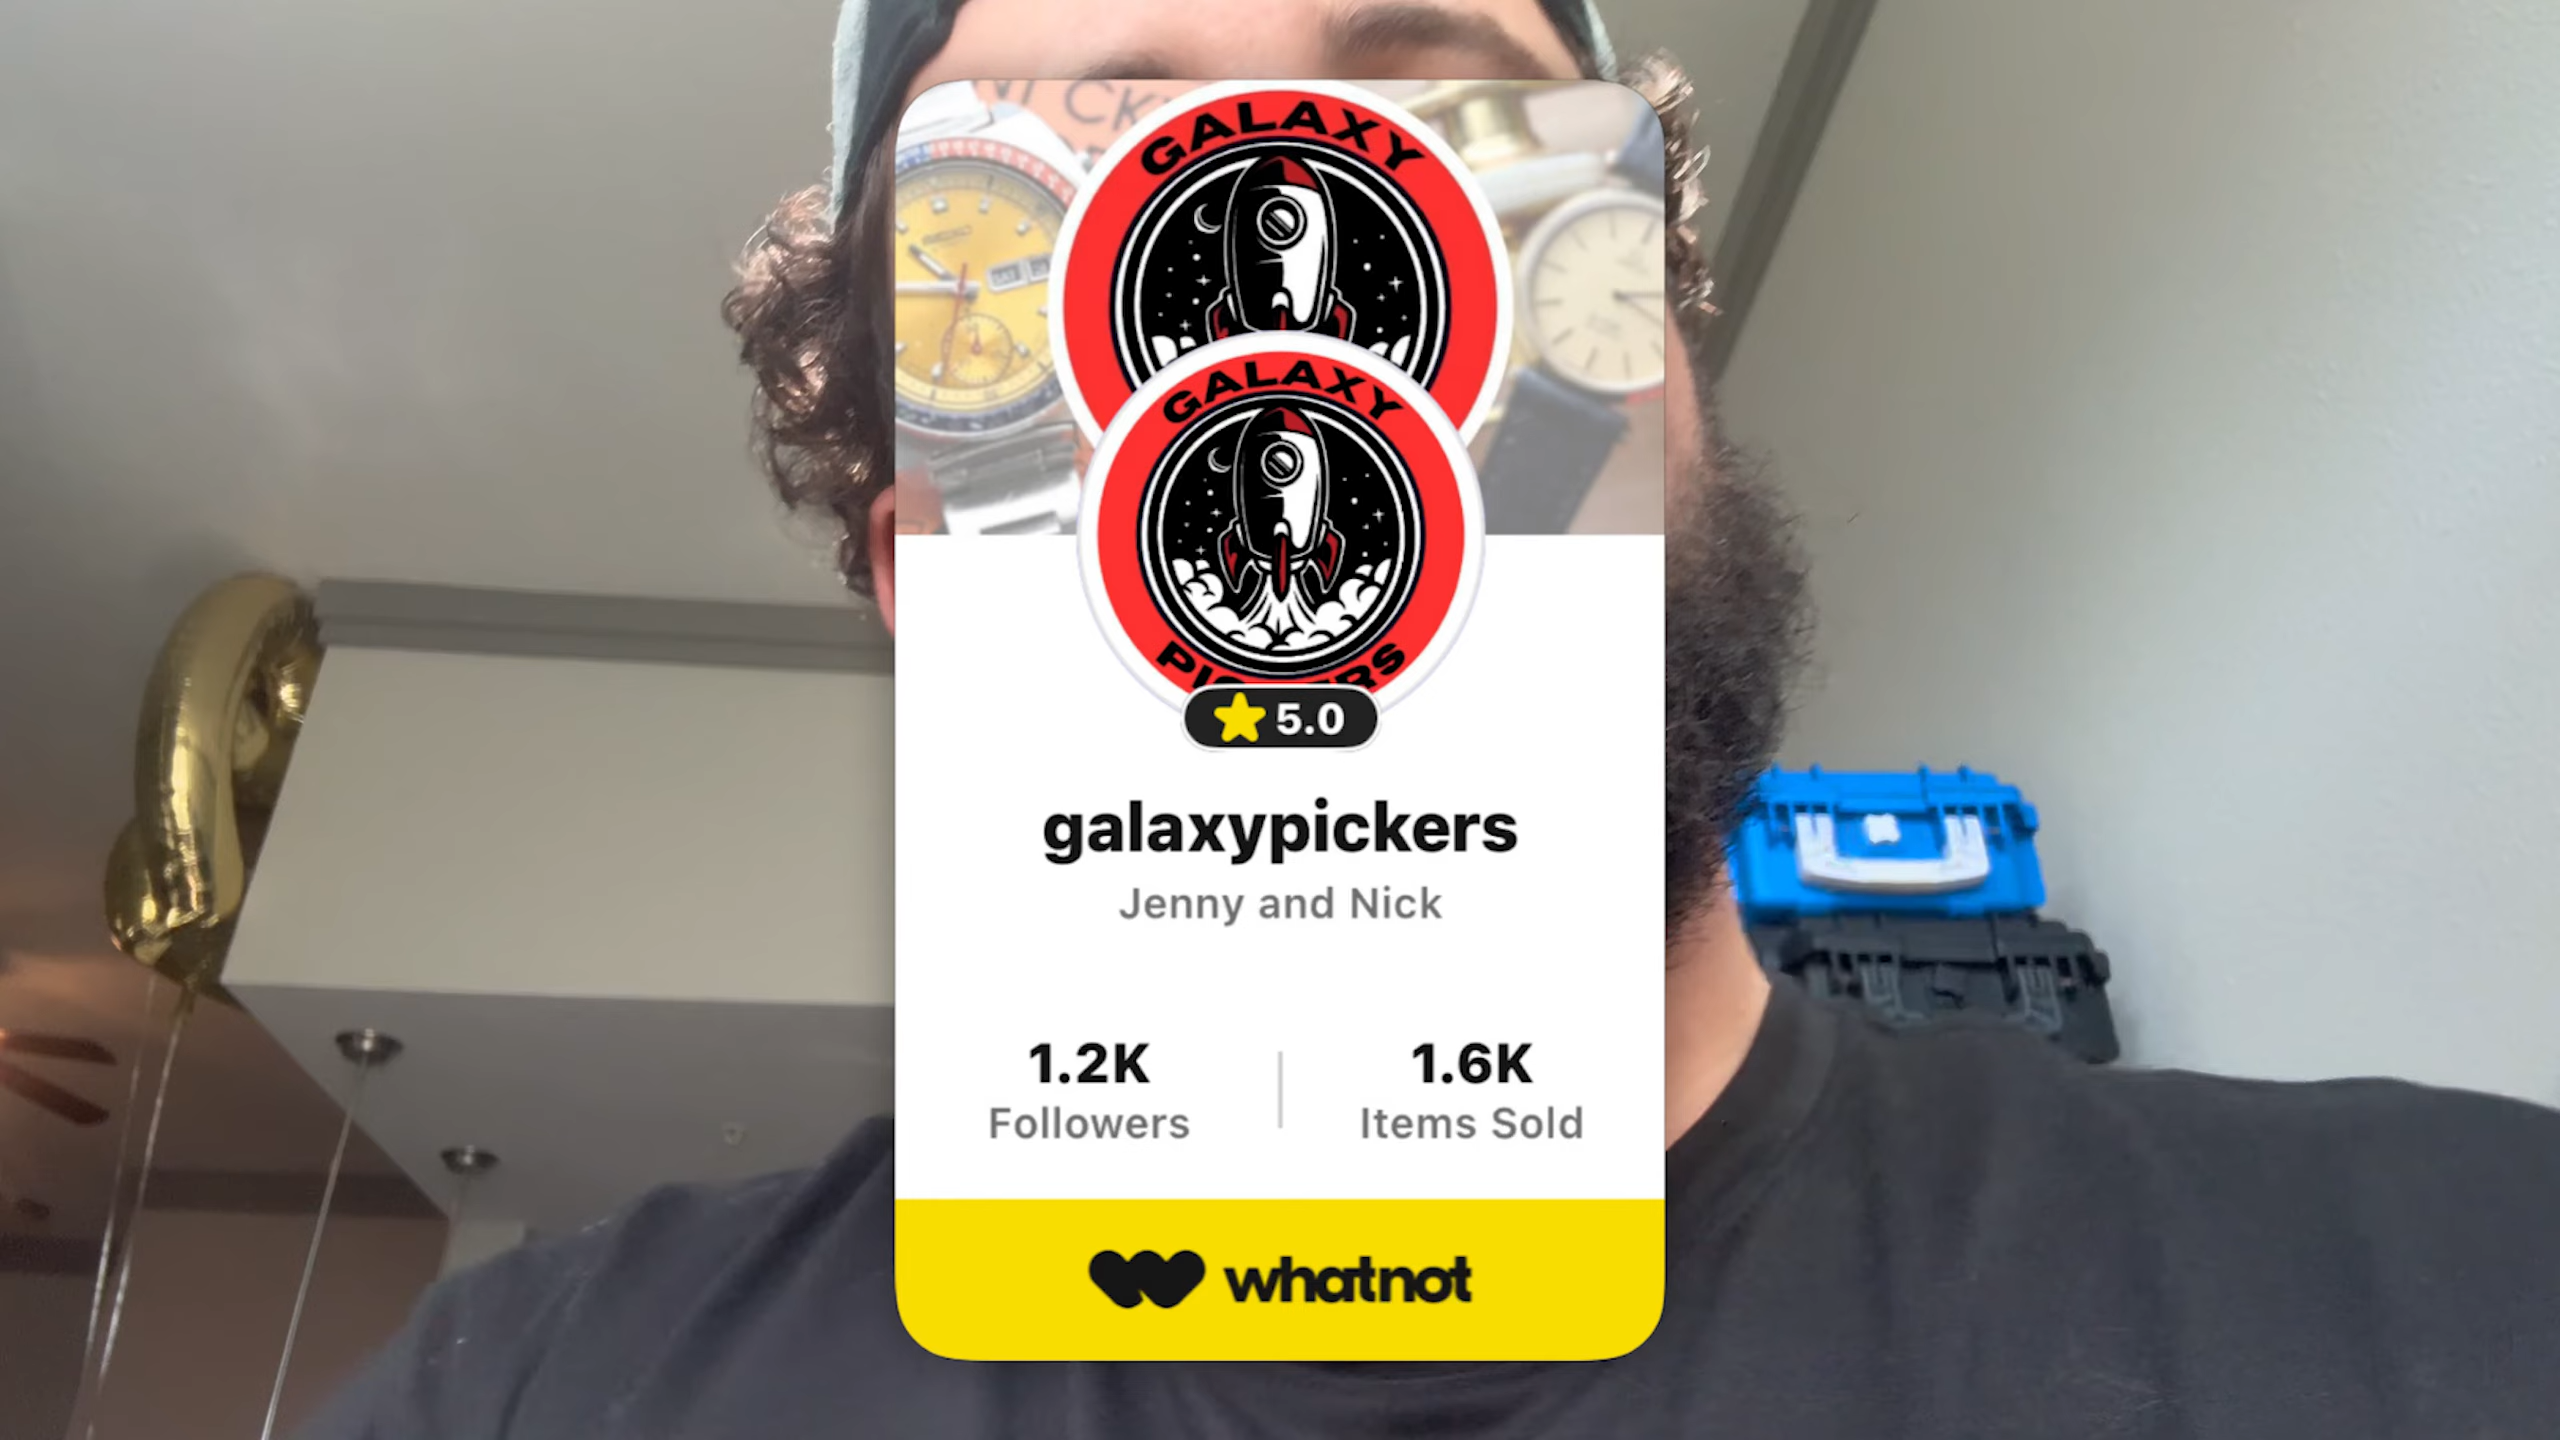 GALAXY
GALAXY
5.0
galaxypickers
Jenny and Nick
1.2K
Followers
1.6K
Items Sold
whatnot